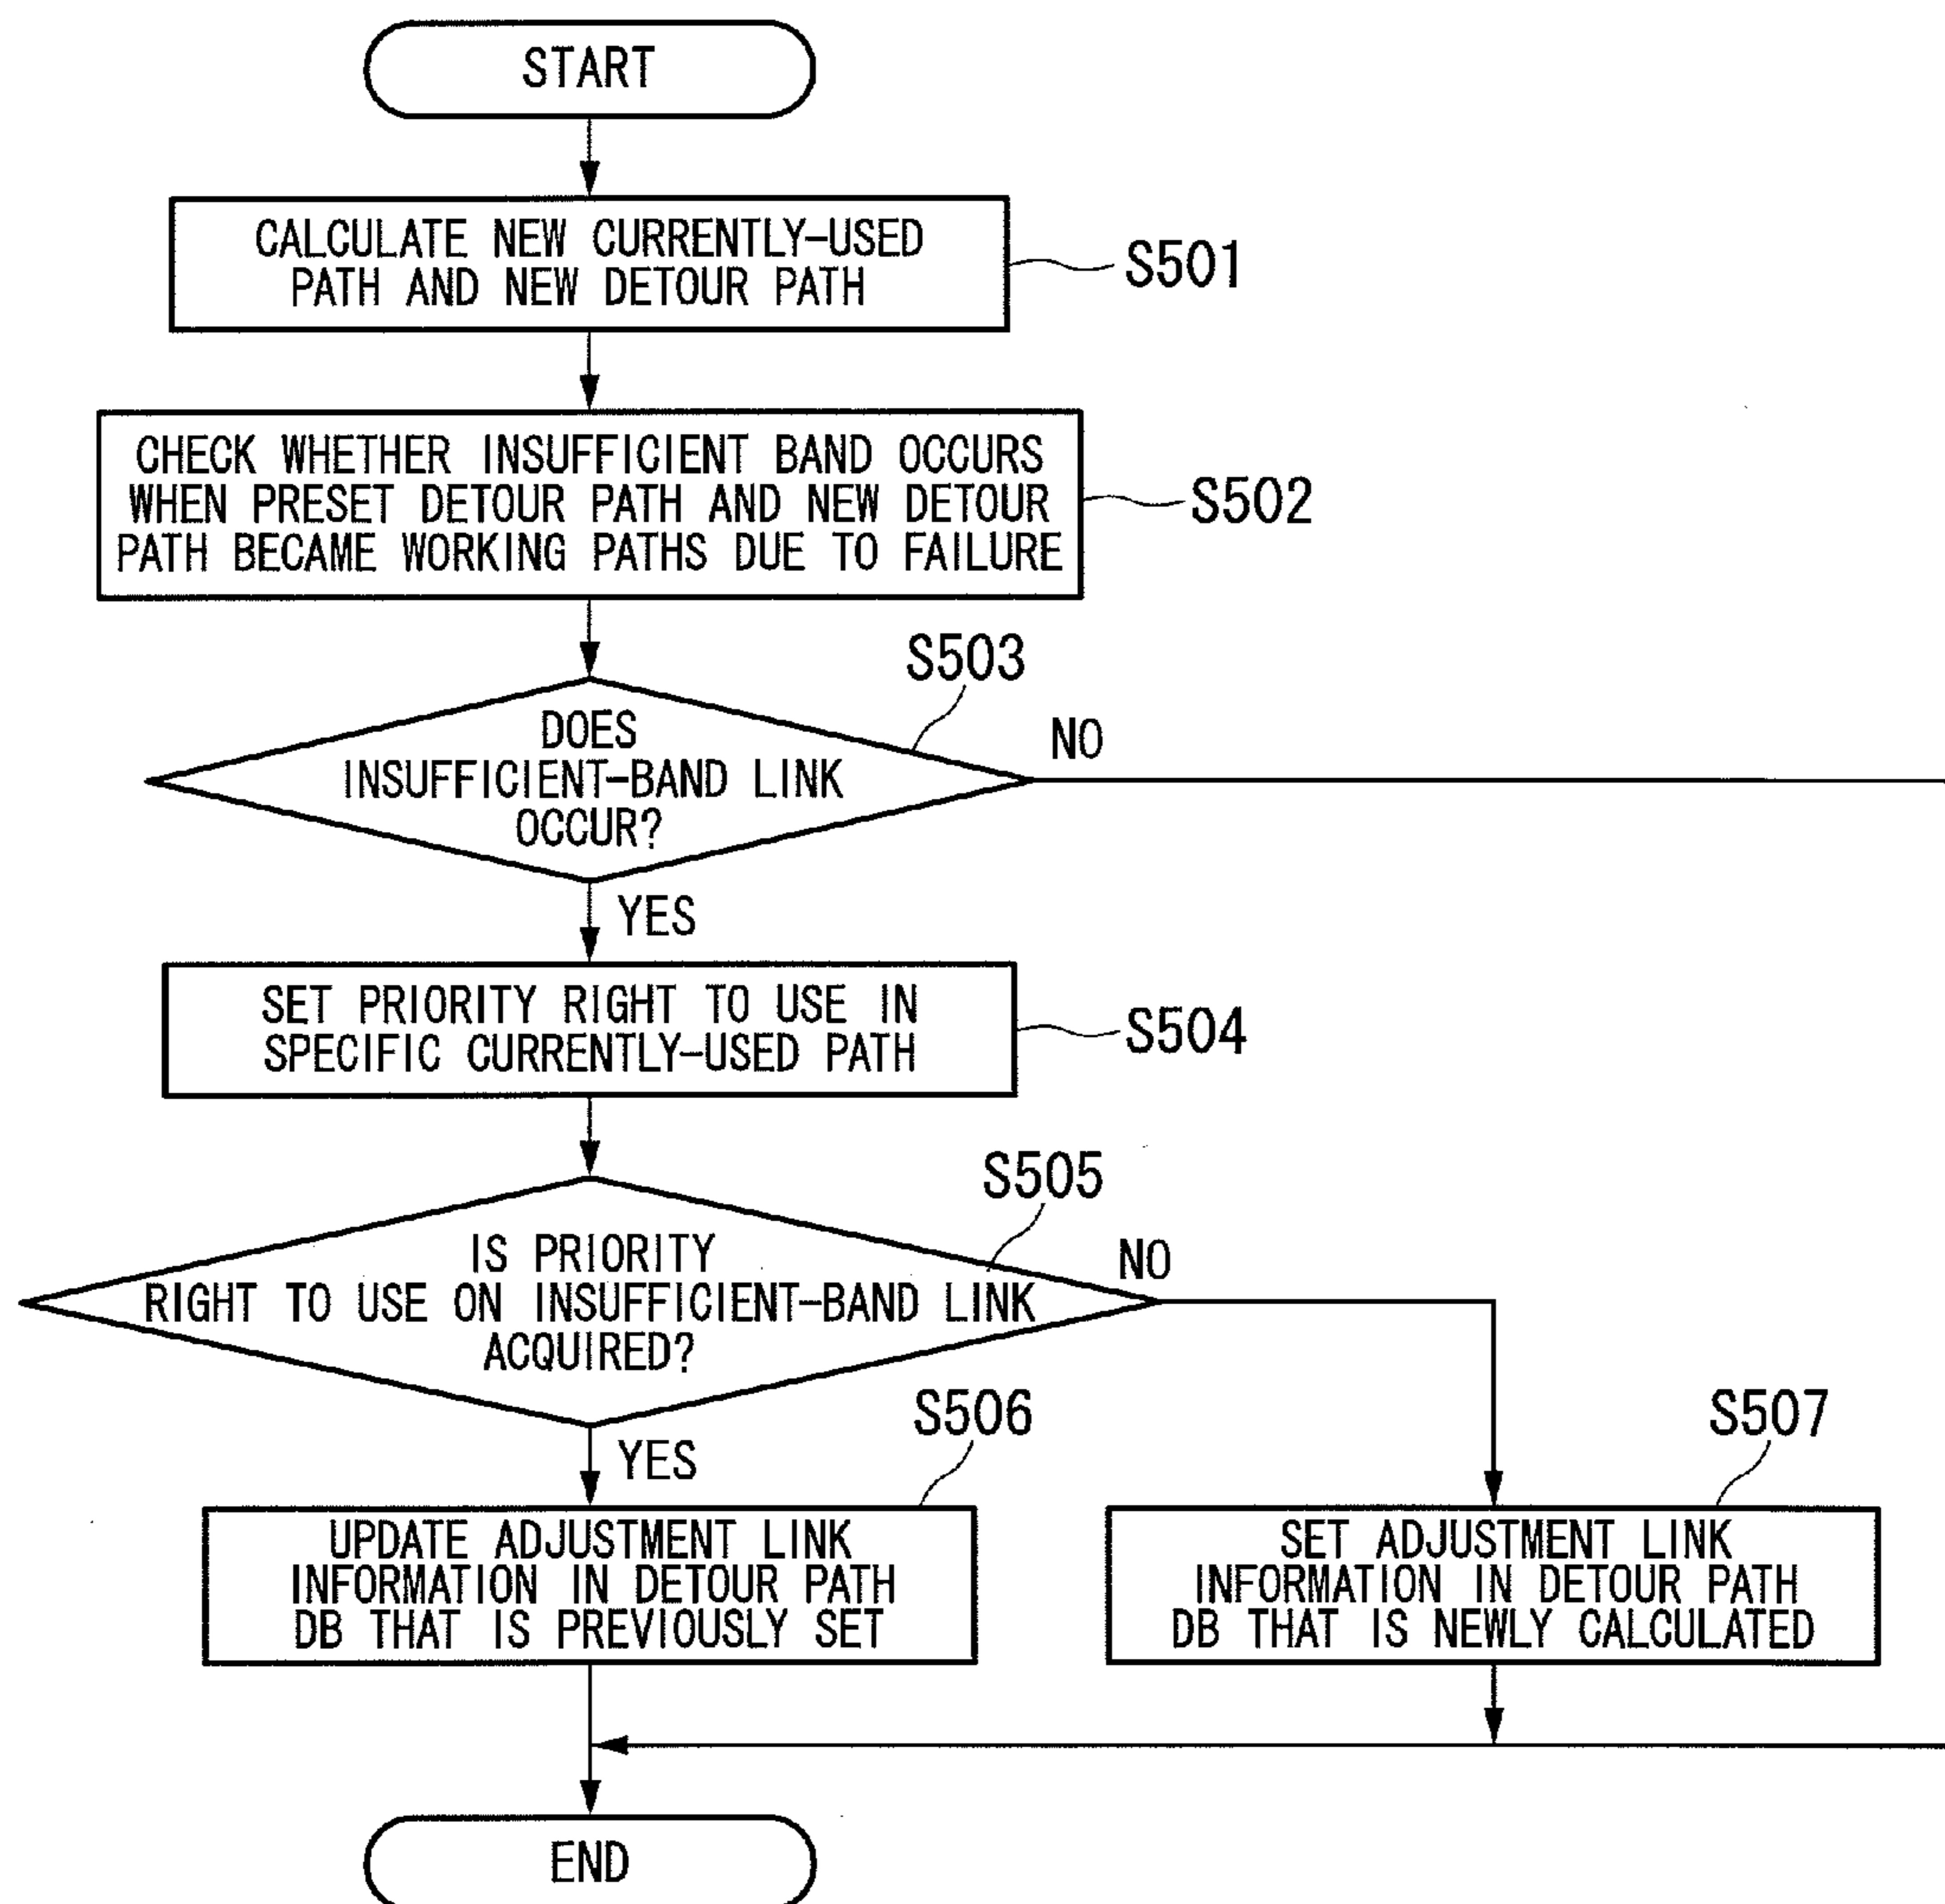 START
CALCULATE NEW CURRENTLY-USED
PATH AND NEW DETOUR PATH
S501
CHECK WHETHER INSUFFICIENT BAND OCCURS
WHEN PRESET DETOUR PATH AND NEW DETOUR
PATH BECAME WORKING PATHS DUE TO FAILURE
S502
S503
DOES
INSUFFICIENT-BAND LINK
OCCUR?
NO
YES
SET PRIORITY RIGHT TO USE IN
SPECIFIC CURRENTLY-USED PATH
S504
S505
IS PRIORITY
RIGHT TO USE ON INSUFFICIENT-BAND LINK
ACQUIRED?
NO
YES
S506
UPDATE ADJUSTMENT LINK
INFORMATION IN DETOUR PATH
DB THAT IS PREVIOUSLY SET
S507
SET ADJUSTMENT LINK
INFORMATION IN DETOUR PATH
DB THAT IS NEWLY CALCULATED
END